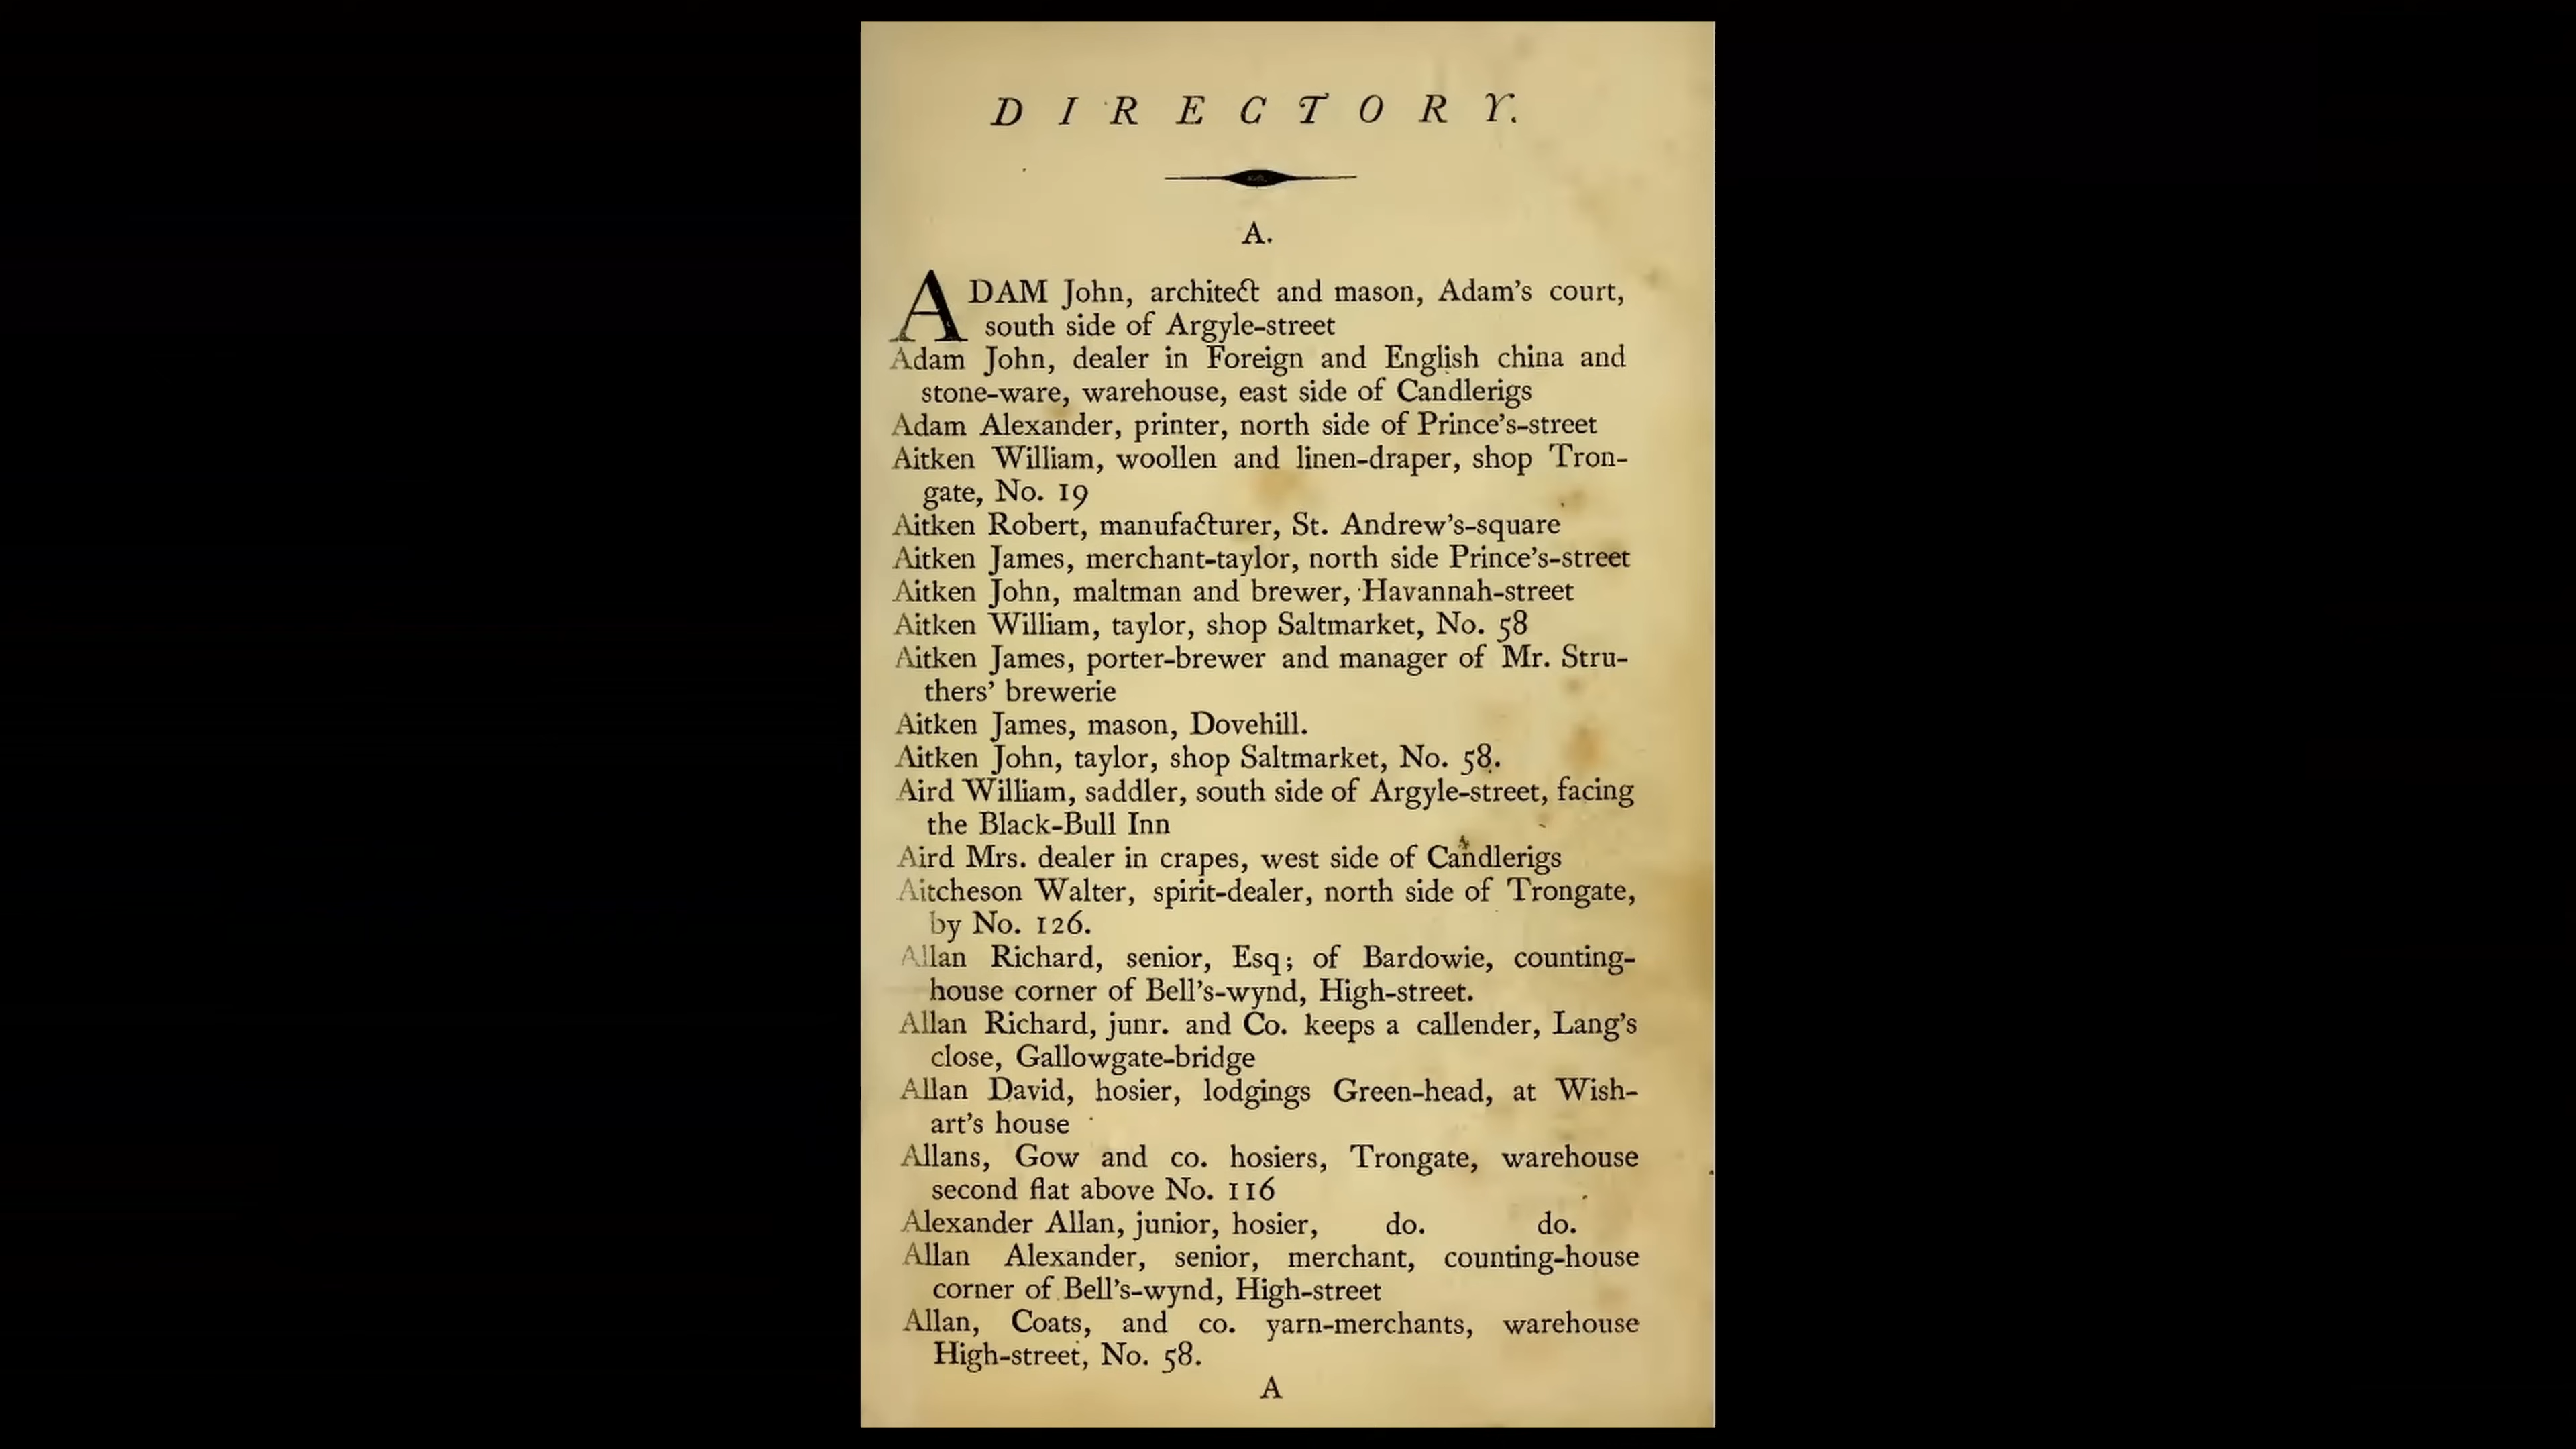 DIRECTORY.
A.
ADAM John, architect and mason, Adam's court,
south side of Argyle-street
Adam John, dealer in Foreign and English china and
stone-ware, warehouse, east side of Candlerigs
Adam Alexander, printer, north side of Prince's-street
Aitken William, woollen and linen-draper, shop Tron-
gate, No. 19
Aitken Robert, manufacturer, St. Andrew's-square
Aitken James, merchant-taylor, north side Prince's-street
Aitken John, maltman and brewer, Havannah-street
Aitken William, taylor, shop Saltmarket, No. 58
Aitken James, porter-brewer and manager of Mr. Stru-
thers' brewerie
Aitken James, mason, Dovehill.
Aitken John, taylor, shop Saltmarket, No. 58.
Aird William, saddler, south side of Argyle-street, facing
the Black-Bull Inn
Aird Mrs. dealer in crapes, west side of Candlerigs
Aitcheson Walter, spirit-dealer, north side of Trongate,
by No. 126.
Allan Richard, senior, Esq; of Bardowie, counting-
house corner of Bell's-wynd, High-street.
Allan Richard, junr. and Co. keeps a callender, Lang's
close, Gallowgate-bridge
Allan David, hosier, lodgings Green-head, at Wish-
art's house
Allans, Gow and co. hosiers, Trongate, warehouse
second flat above No. 116
Alexander Allan, junior, hosier, do. do.
Allan Alexander, senior, merchant, counting-house
corner of Bell's-wynd, High-street
Allan, Coats, and co. yarn-merchants, warehouse
High-street, No. 58.
A